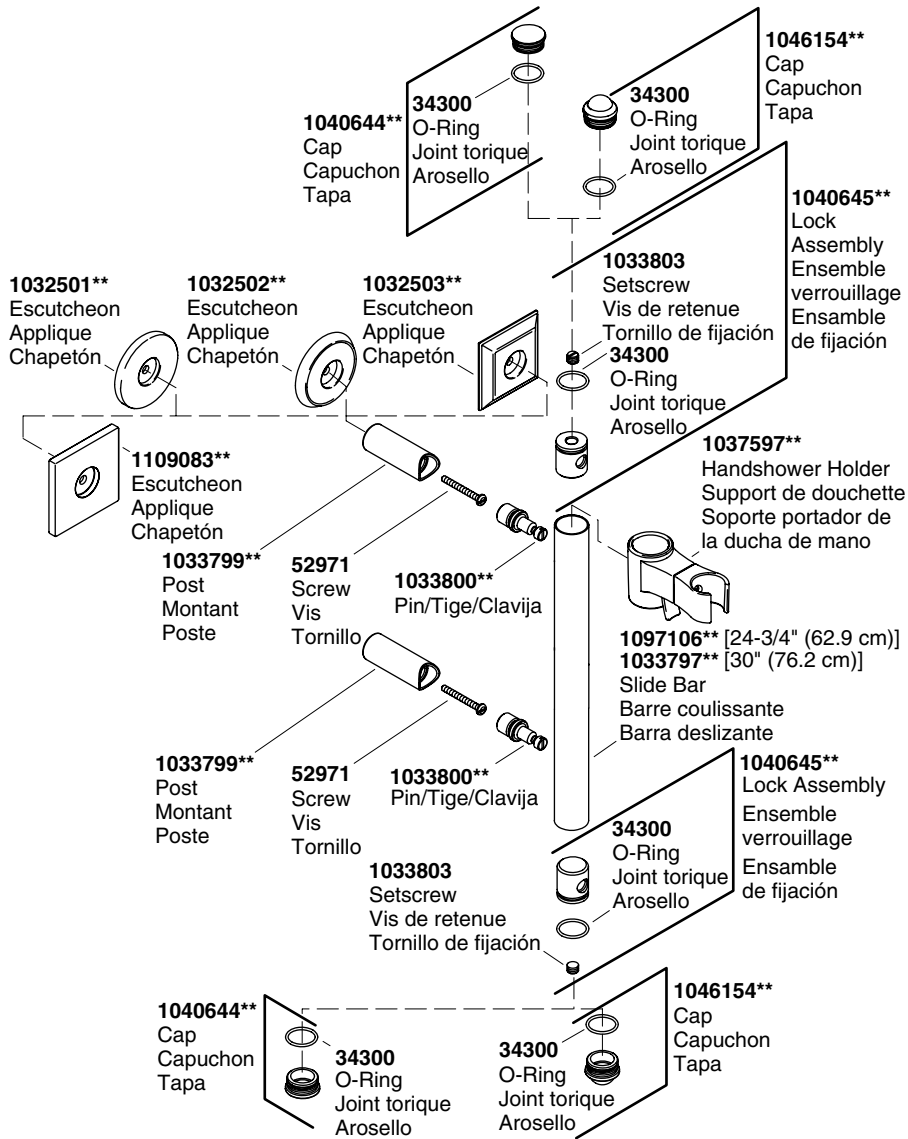 1040644**
Cap
Capuchon
Tapa
34300
O-Ring
Joint torique
Arosello
34300
O-Ring
Joint torique
Arosello
1046154**
Cap
Capuchon
Tapa
1040645**
Lock
Assembly
Ensemble
verrouillage
Ensamble
de fijación
1033803
Setscrew
Vis de retenue
Tornillo de fijación
34300
O-Ring
Joint torique
Arosello
1032501**
Escutcheon
Applique
Chapetón
1032502**
Escutcheon
Applique
Chapetón
1032503**
Escutcheon
Applique
Chapetón
1109083**
Escutcheon
Applique
Chapetón
1033799**
Post
Montant
Poste
52971
Screw
Vis
Tornillo
1033800**
Pin/Tige/Clavija
1037597**
Handshower Holder
Support de douchette
Soporte portador de
la ducha de mano
1097106** [24-3/4" (62.9 cm)]
1033797** [30" (76.2 cm)]
Slide Bar
Barre coulissante
Barra deslizante
1033799**
Post
Montant
Poste
52971
Screw
Vis
Tornillo
1033800**
Pin/Tige/Clavija
1040645**
Lock Assembly
Ensemble
verrouillage
Ensamble
de fijación
34300
O-Ring
Joint torique
Arosello
1033803
Setscrew
Vis de retenue
Tornillo de fijación
1040644**
Cap
Capuchon
Tapa
34300
O-Ring
Joint torique
Arosello
34300
O-Ring
Joint torique
Arosello
1046154**
Cap
Capuchon
Tapa